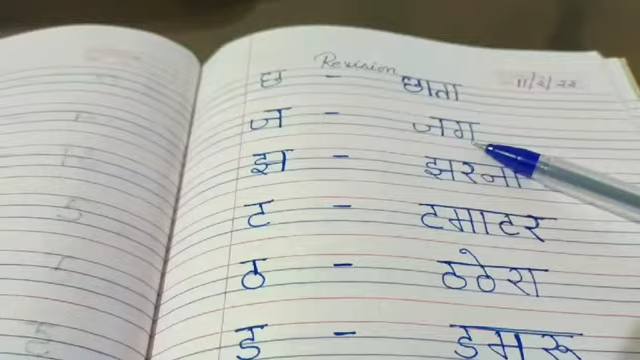 Revision
11/2/22
छ - छाता
ज - जग
झ - झरना
ट - टमाटर
ठ - ठठेरा
ड - डमरू